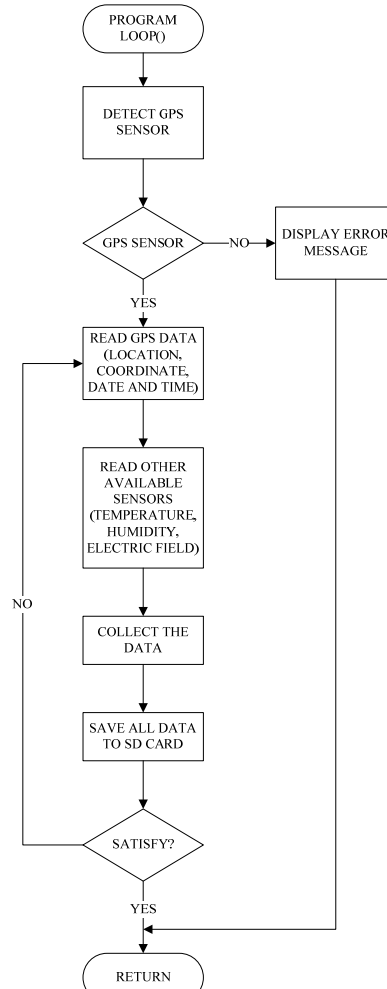 PROGRAM
LOOP()
DETECT GPS
SENSOR
GPS SENSOR
NO
DISPLAY ERROR
MESSAGE
YES
READ GPS DATA
(LOCATION,
COORDINATE,
DATE AND TIME)
READ OTHER
AVAILABLE
SENSORS
(TEMPERATURE,
HUMIDITY,
ELECTRIC FIELD)
NO
COLLECT THE
DATA
SAVE ALL DATA
TO SD CARD
SATISFY?
YES
RETURN